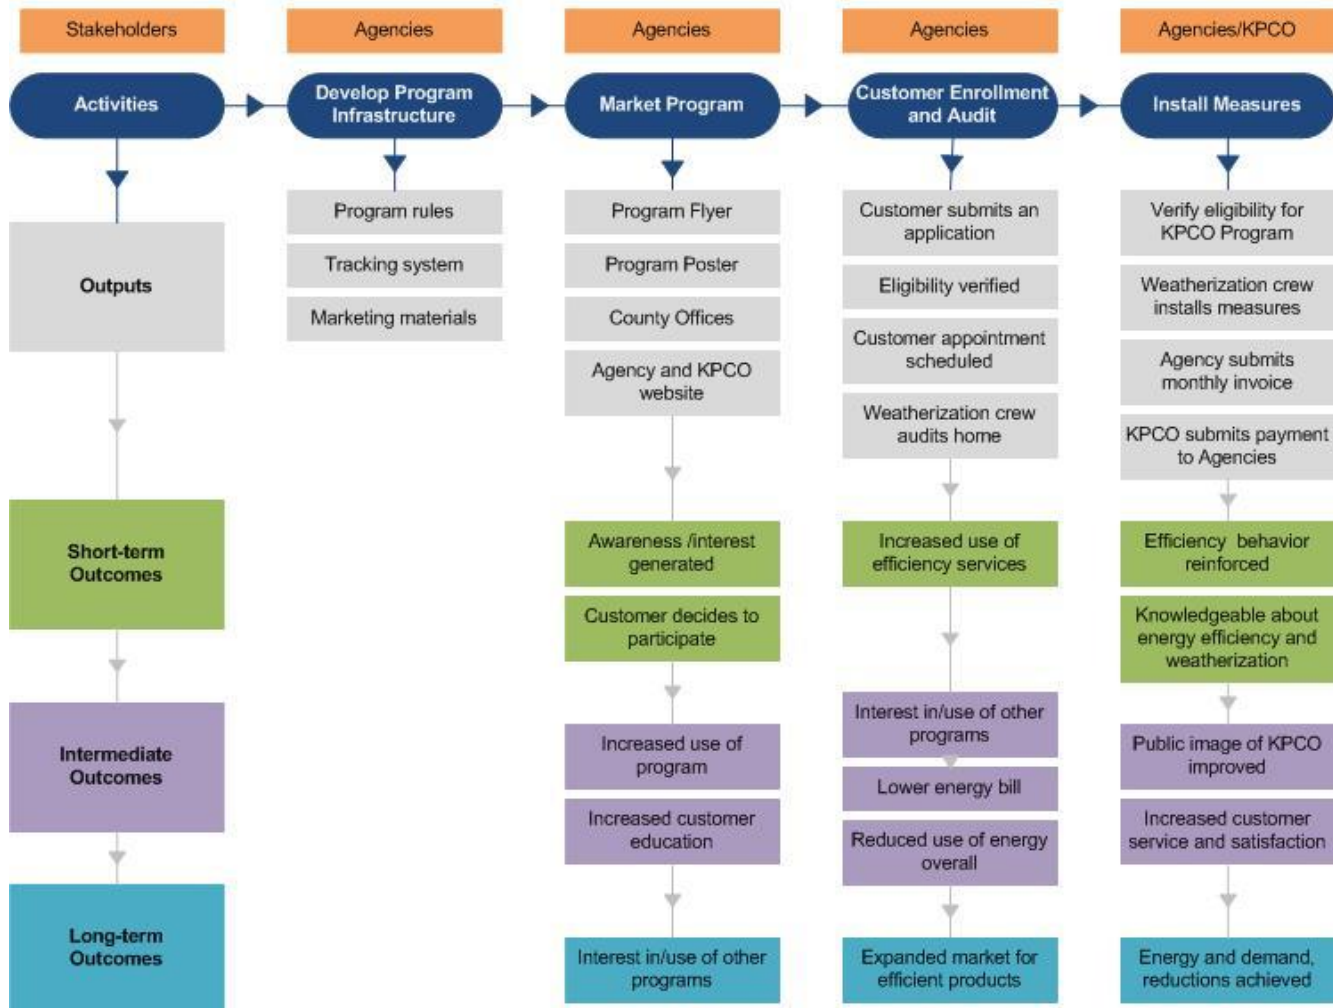 Stakeholders
Agencies
Agencies
Agencies
Agencies/KPCO
Activities
Develop Program
Infrastructure
Market Program
Customer Enrollment
and Audit
Install Measures
Outputs
Program rules
Tracking system
Marketing materials
Program Flyer
Program Poster
County Offices
Agency and KPCO
website
Customer submits an
application
Eligibility verified
Customer appointment
scheduled
Weatherization crew
audits home
Verify eligibility for
KPCO Program
Weatherization crew
installs measures
Agency submits
monthly invoice
KPCO submits payment
to Agencies
Short-term
Outcomes
Awareness /interest
generated
Customer decides to
participate
Increased use of
efficiency services
Efficiency behavior
reinforced
Knowledgeable about
energy efficiency and
weatherization
Intermediate
Outcomes
Increased use of
program
Increased customer
education
Interest in/use of other
programs
Lower energy bill
Reduced use of energy
overall
Public image of KPCO
improved
Increased customer
service and satisfaction
Long-term
Outcomes
Interest in/use of other
programs
Expanded market for
efficient products
Energy and demand,
reductions achieved